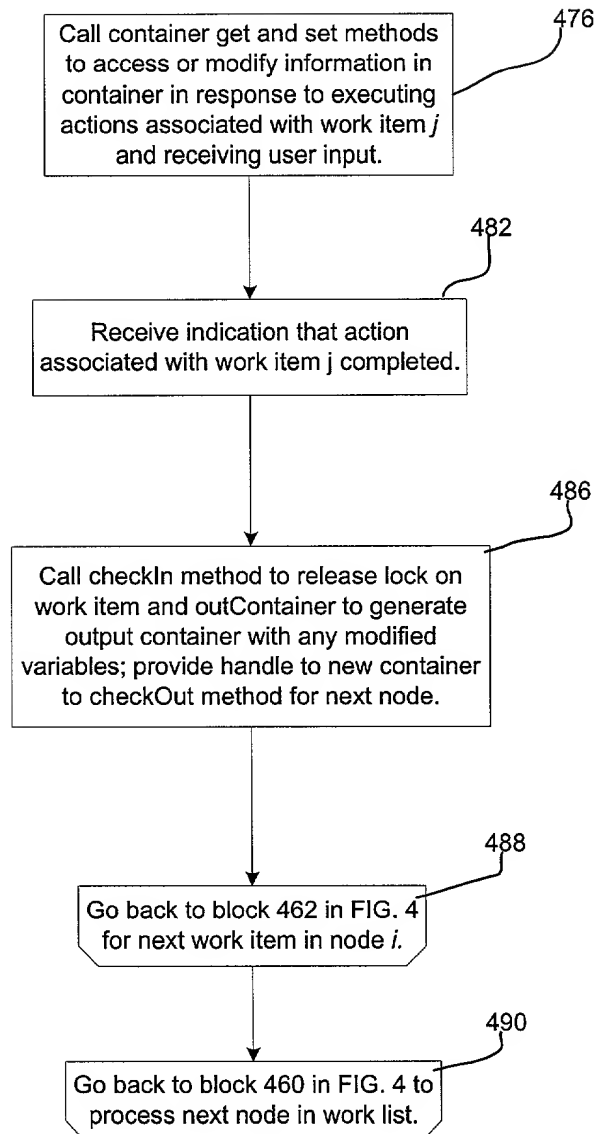 Call container get and set methods
to access or modify information in
container in response to executing
actions associated with work item j
and receiving user input.
476
482
Receive indication that action
associated with work item j completed.
486
Call checkIn method to release lock on
work item and outContainer to generate
output container with any modified
variables; provide handle to new container
to checkOut method for next node.
488
Go back to block 462 in FIG. 4
for next work item in node i.
490
Go back to block 460 in FIG. 4 to
process next node in work list.